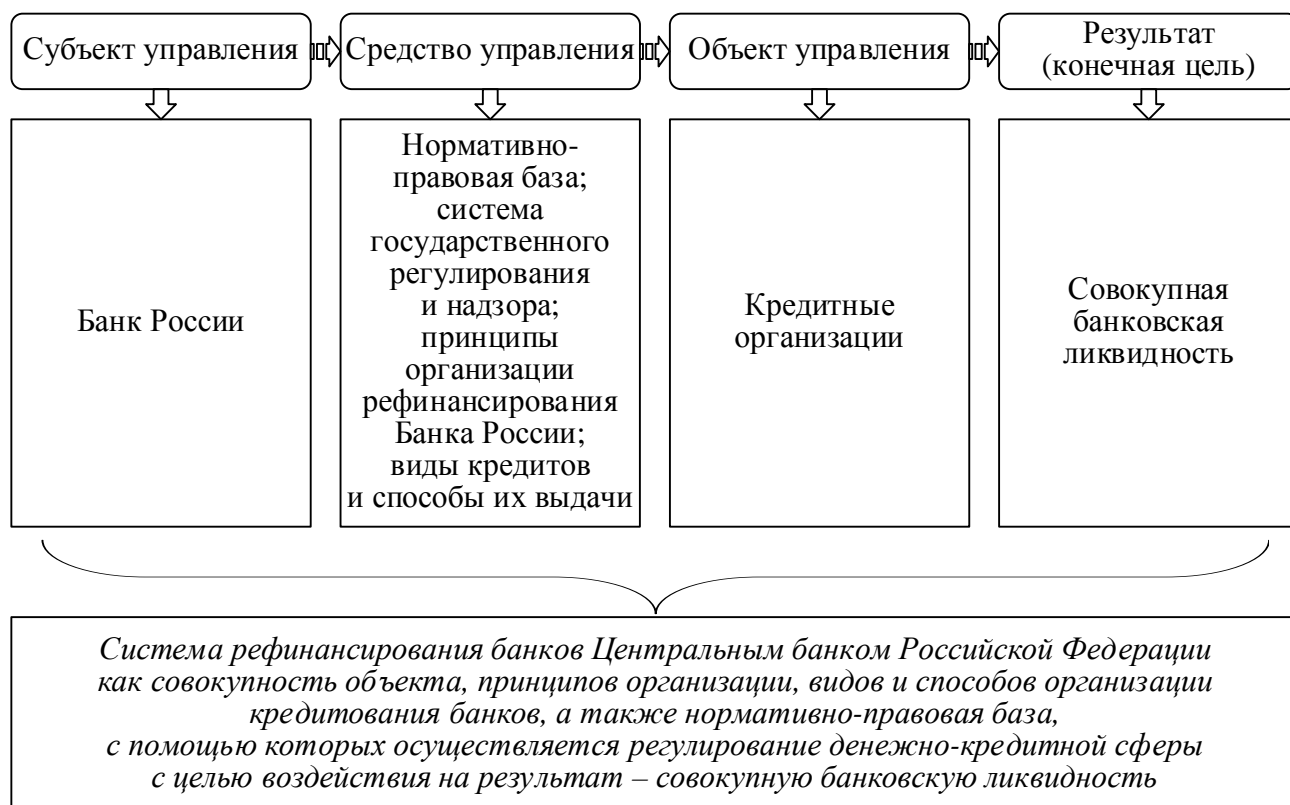 Субъект управления
Средство управления
Объект управления
Результат
(конечная цель)
Банк России
Нормативно-
правовая база;
система
государственного
регулирования
и надзора;
принципы
организации
рефинансирования
Банка России;
виды кредитов
и способы их выдачи
Кредитные
организации
Совокупная
банковская
ликвидность
Система рефинансирования банков Центральным банком Российской Федерации
как совокупность объекта, принципов организации, видов и способов организации
кредитования банков, а также нормативно-правовая база,
с помощью которых осуществляется регулирование денежно-кредитной сферы
с целью воздействия на результат – совокупную банковскую ликвидность